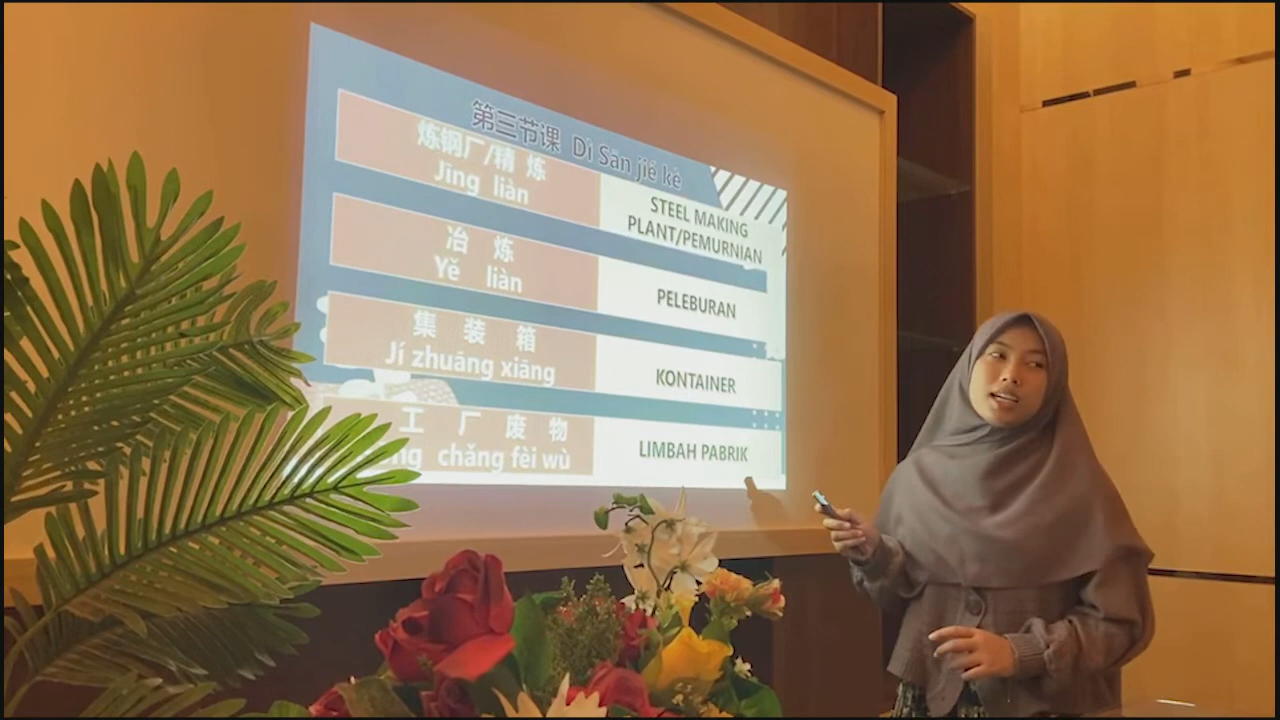 第三节课 Dì Sān jié kè
炼钢厂/精 炼
Jīng liàn
STEEL MAKING
PLANT/PEMURNIAN
冶 炼
Yě liàn
PELEBURAN
集 装 箱
Jí zhuāng xiāng
KONTAINER
工 厂 废 物
chǎng fèi wù
LIMBAH PABRIK